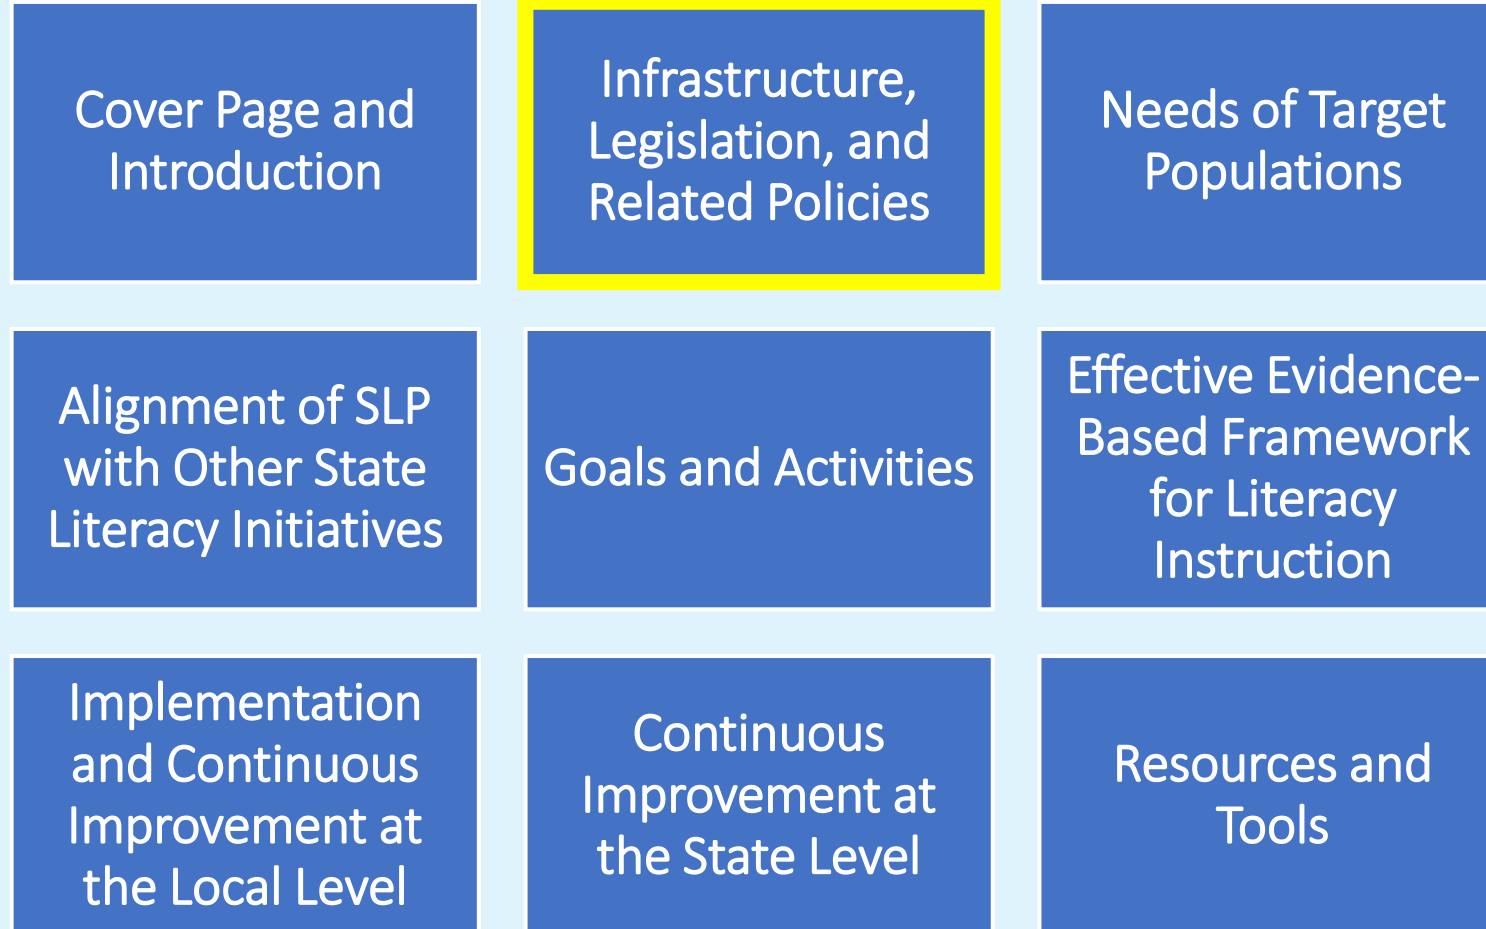 Cover Page and
Introduction
Infrastructure,
Legislation, and
Related Policies
Needs of Target
Populations
Alignment of SLP
with Other State
Literacy Initiatives
Goals and Activities
Effective Evidence-
Based Framework
for Literacy
Instruction
Implementation
and Continuous
Improvement at
the Local Level
Continuous
Improvement at
the State Level
Resources and
Tools